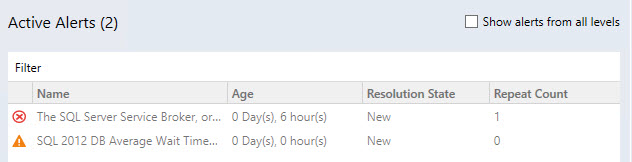 Active Alerts (2)
Show alerts from all levels
Filter
Name Age Resolution State Repeat Count
The SQL Server Service Broker, or... 0 Day(s), 6 hour(s) New 1
SQL 2012 DB Average Wait Time... 0 Day(s), 0 hour(s) New 0